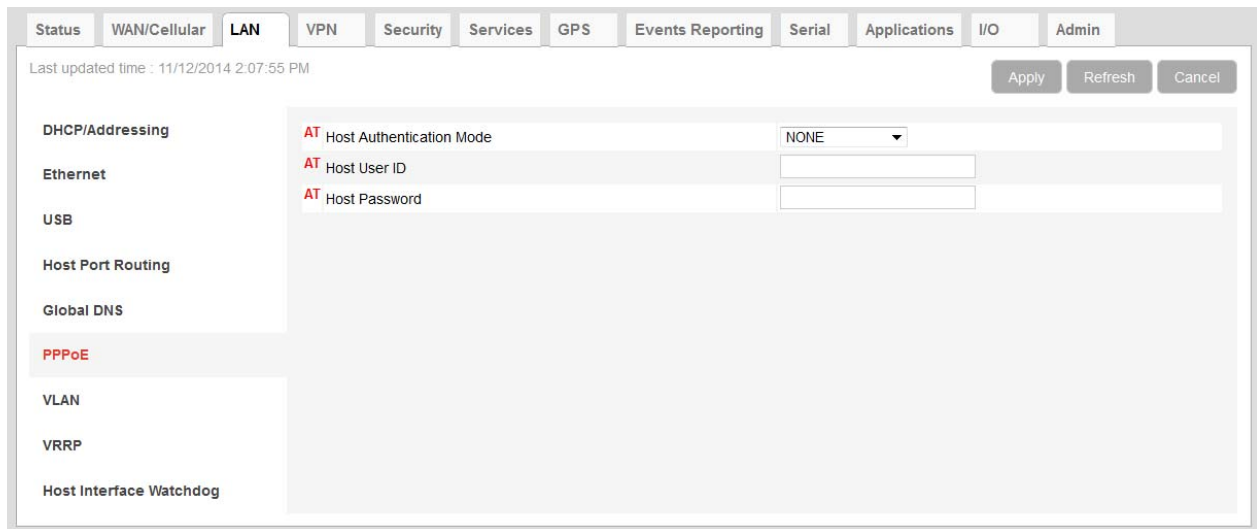 Status WAN/Cellular LAN VPN Security Services GPS Events Reporting Serial Applications I/O Admin
Last updated time : 11/12/2014 2:07:55 PM
Apply Refresh Cancel
DHCP/Addressing
Ethernet
USB
Host Port Routing
Global DNS
PPPoE
VLAN
VRRP
Host Interface Watchdog
AT Host Authentication Mode NONE
AT Host User ID
AT Host Password